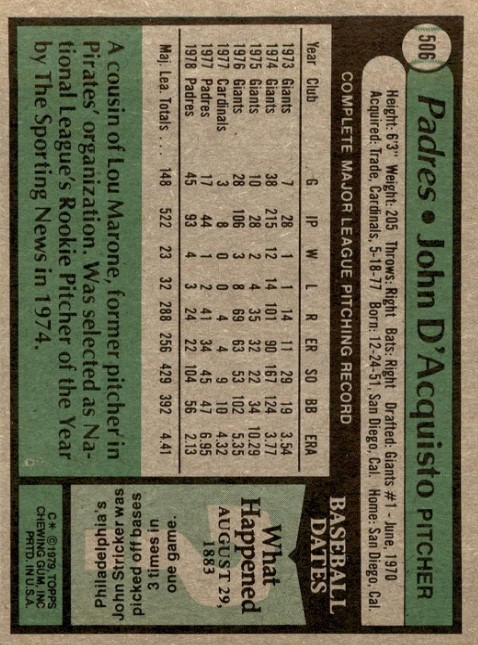 506
Padres • John D'Acquisto PITCHER
Height: 6'3" Weight: 205 Throws: Right Bats: Right Drafted: Giants #1 - June, 1970
Acquired: Trade, Cardinals, 5-18-77 Born: 12-24-51, San Diego, Cal. Home: San Diego, Cal.
COMPLETE MAJOR LEAGUE PITCHING RECORD
Year Club G IP W L R ER SO BB ERA
1973 Giants 7 28 1 1 14 11 29 19 3.54
1974 Giants 38 215 12 14 101 90 167 124 3.77
1975 Giants 10 28 2 4 35 32 22 34 10.29
1976 Giants 28 106 3 8 69 63 53 102 5.35
1977 Cardinals 3 8 0 0 4 4 9 10 4.32
1977 Padres 17 44 1 2 41 34 45 47 6.95
1978 Padres 45 93 4 3 24 22 104 56 2.13
Maj. Lea. Totals . . . 148 522 23 32 288 256 429 392 4.41
A cousin of Lou Marone, former pitcher in
Pirates' organization. Was selected as Na-
tional League's Rookie Pitcher of the Year
by The Sporting News in 1974.
BASEBALL
DATES
What
Happened
AUGUST 29,
1883
Philadelphia's
John Stricker was
picked off bases
3 times in
one game.
C* © 1979, TOPPS
CHEWING GUM, INC
PRTD. IN U.S.A.